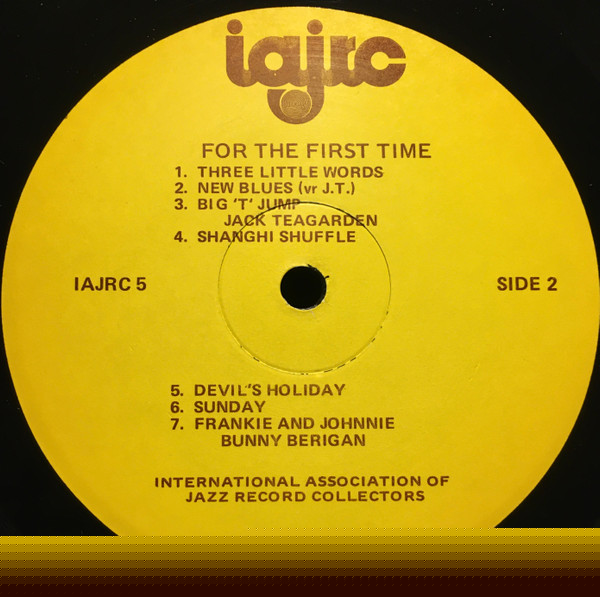 iajrc
FOR THE FIRST TIME
1. THREE LITTLE WORDS
2. NEW BLUES (vr J.T.)
3. BIG 'T' JUMP
JACK TEAGARDEN
4. SHANGHI SHUFFLE
IAJRC 5
SIDE 2
5. DEVIL'S HOLIDAY
6. SUNDAY
7. FRANKIE AND JOHNNIE
BUNNY BERIGAN
INTERNATIONAL ASSOCIATION OF
JAZZ RECORD COLLECTORS